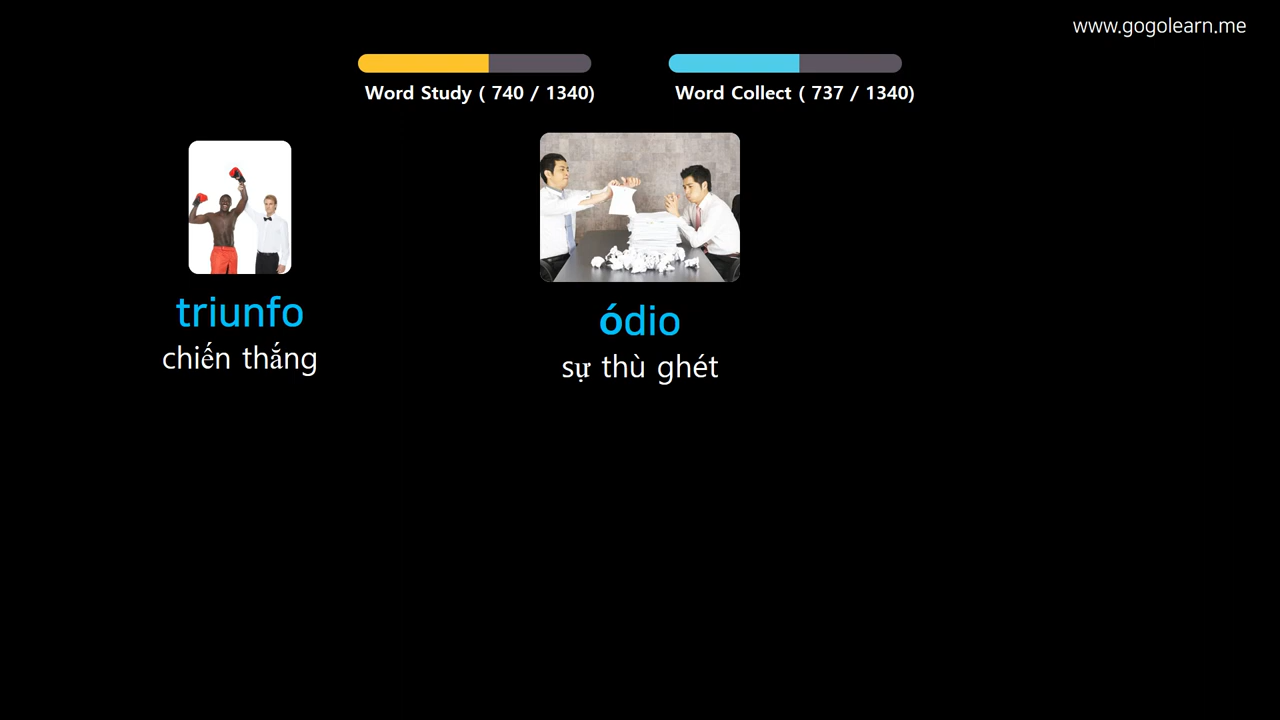 www.gogolearn.me
Word Study ( 740 / 1340)
Word Collect ( 737 / 1340)
triunfo
chiến thắng
ódio
sự thù ghét